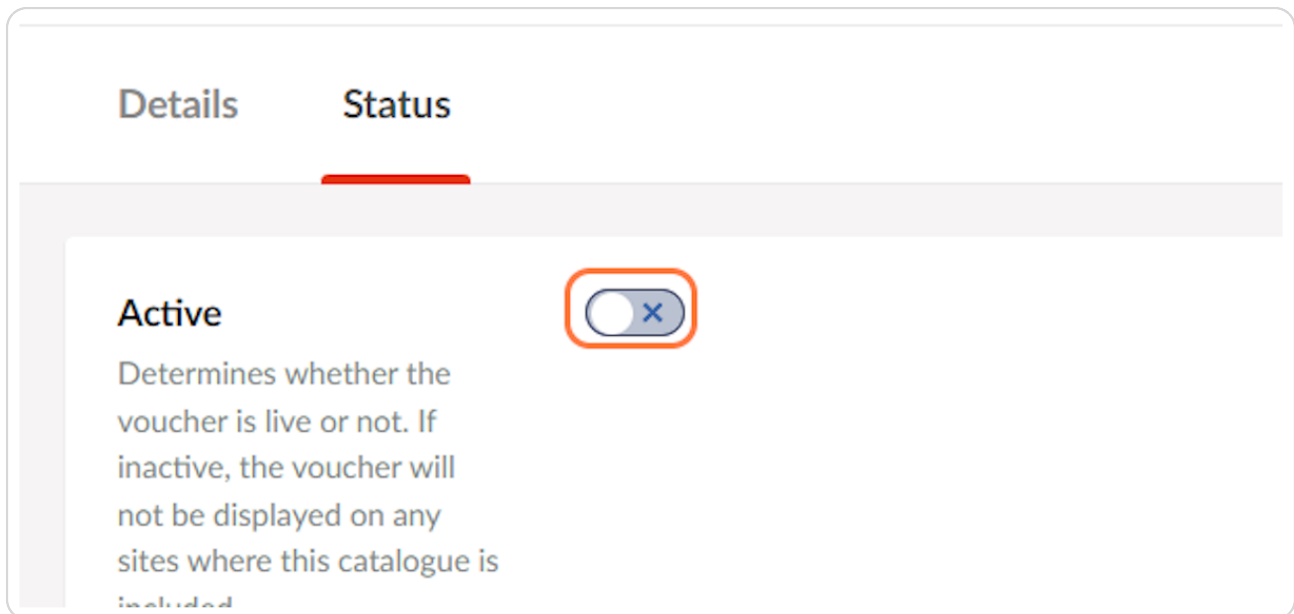 Details Status
Active
Determines whether the
voucher is live or not. If
inactive, the voucher will
not be displayed on any
sites where this catalogue is
included